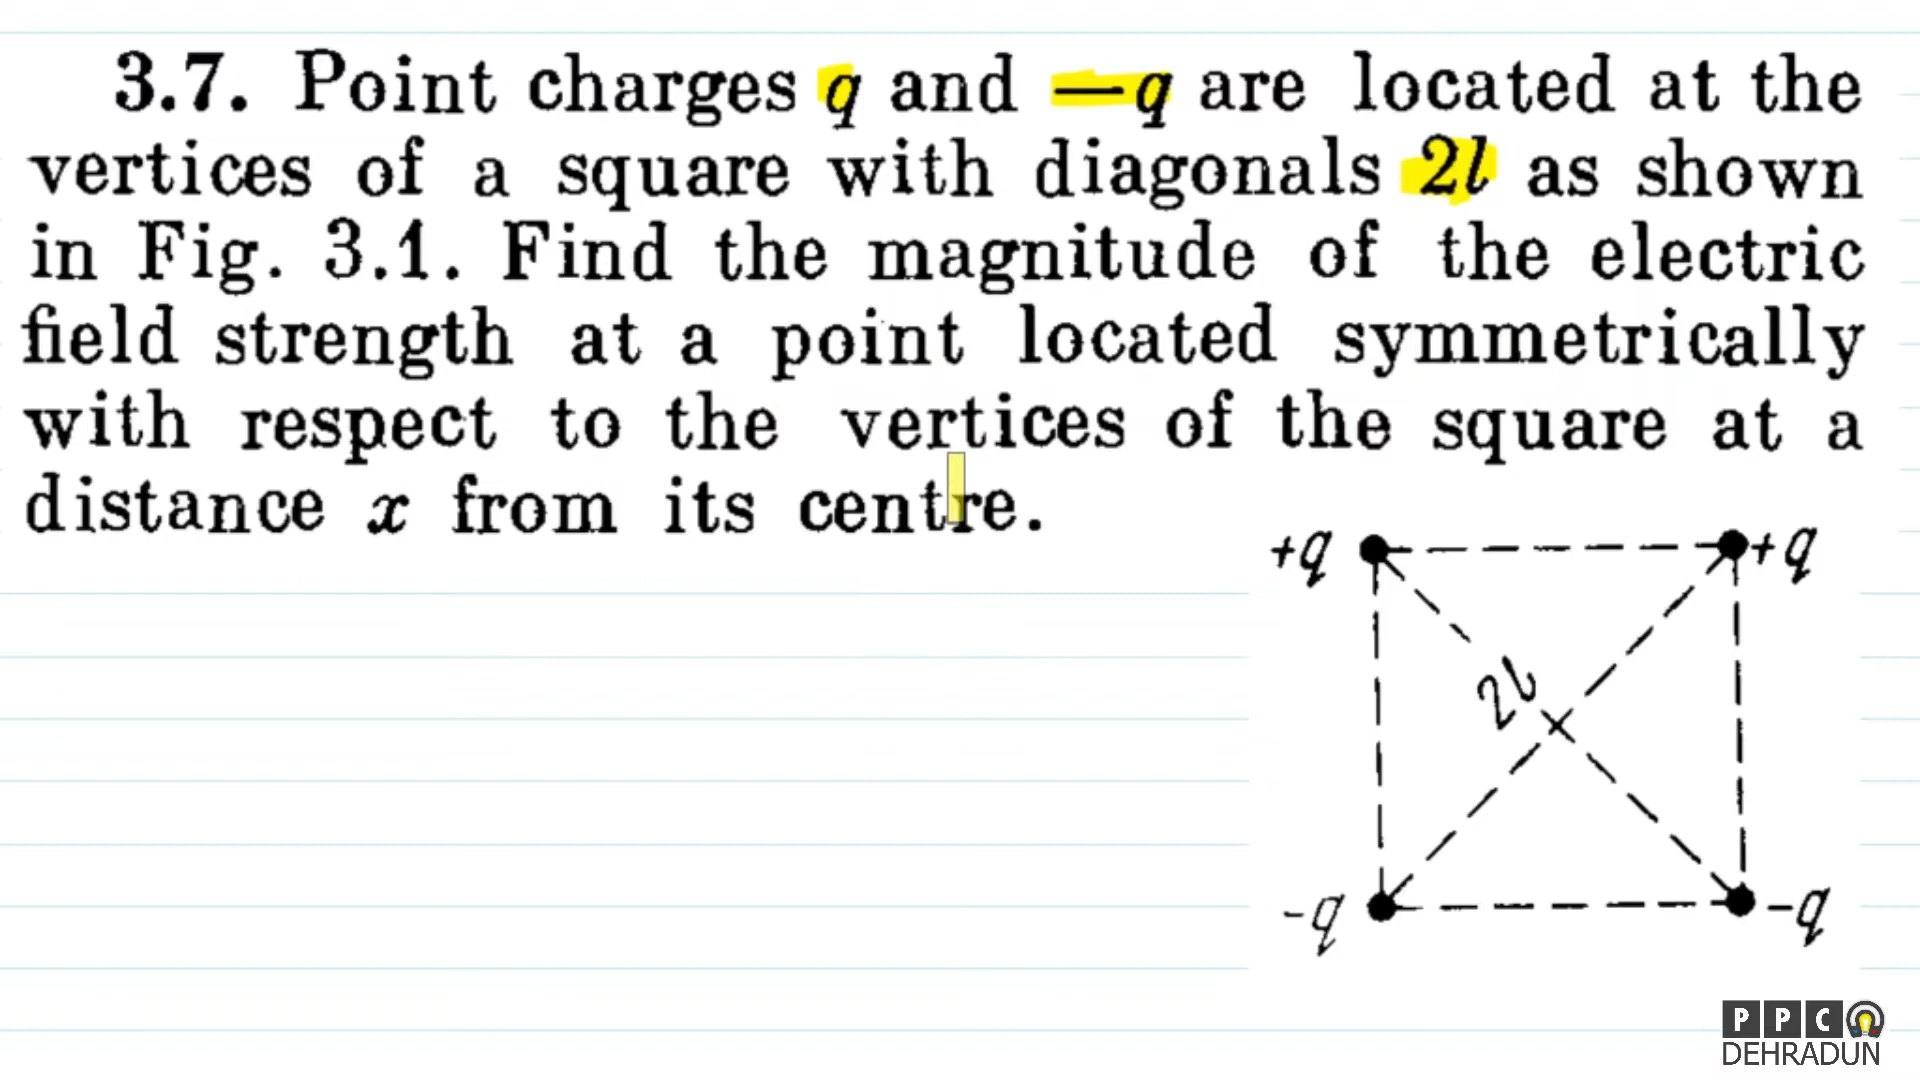 3.7. Point charges q and —q are located at the
vertices of a square with diagonals 2l as shown
in Fig. 3.1. Find the magnitude of the electric
field strength at a point located symmetrically
with respect to the vertices of the square at a
distance x from its centre.
+q +q
2l
-q -q
PPC
DEHRADUN